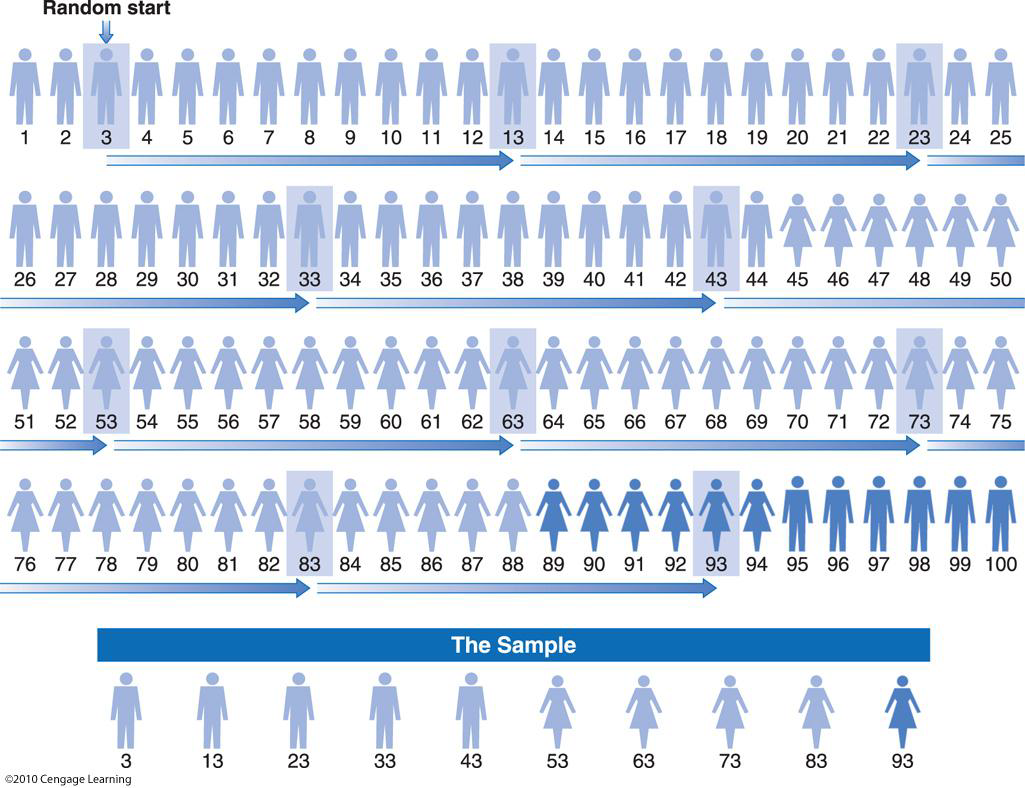 Random start
1 2 3 4 5 6 7 8 9 10 11 12 13 14 15 16 17 18 19 20 21 22 23 24 25
26 27 28 29 30 31 32 33 34 35 36 37 38 39 40 41 42 43 44 45 46 47 48 49 50
51 52 53 54 55 56 57 58 59 60 61 62 63 64 65 66 67 68 69 70 71 72 73 74 75
76 77 78 79 80 81 82 83 84 85 86 87 88 89 90 91 92 93 94 95 96 97 98 99 100
The Sample
3 13 23 33 43 53 63 73 83 93
©2010 Cengage Learning